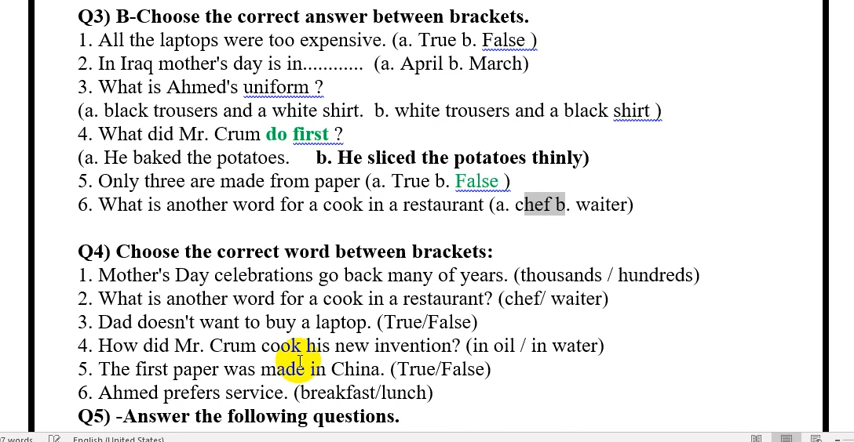 Q3) B-Choose the correct answer between brackets.
1. All the laptops were too expensive. (a. True b. False )
2. In Iraq mother's day is in............ (a. April b. March)
3. What is Ahmed's uniform ?
(a. black trousers and a white shirt. b. white trousers and a black shirt )
4. What did Mr. Crum do first ?
(a. He baked the potatoes. b. He sliced the potatoes thinly)
5. Only three are made from paper (a. True b. False )
6. What is another word for a cook in a restaurant (a. chef b. waiter)
Q4) Choose the correct word between brackets:
1. Mother's Day celebrations go back many of years. (thousands / hundreds)
2. What is another word for a cook in a restaurant? (chef/ waiter)
3. Dad doesn't want to buy a laptop. (True/False)
4. How did Mr. Crum cook his new invention? (in oil / in water)
5. The first paper was made in China. (True/False)
6. Ahmed prefers service. (breakfast/lunch)
Q5) -Answer the following questions.
7 words English (United States)